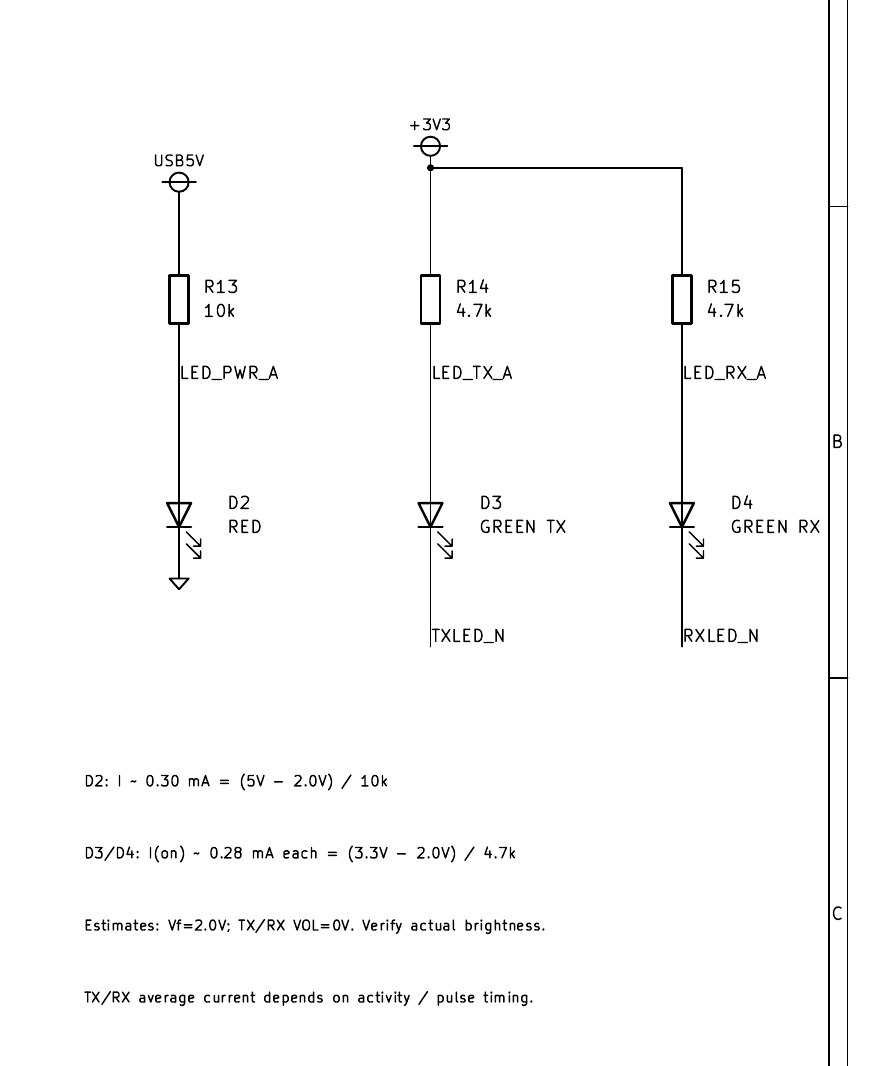 +3V3
USB5V
R13
10k
R14
4.7k
R15
4.7k
LED_PWR_A
LED_TX_A
LED_RX_A
B
D2
RED
D3
GREEN TX
D4
GREEN RX
TXLED_N
RXLED_N
D2: I ~ 0.30 mA = (5V - 2.0V) / 10k
D3/D4: I(on) ~ 0.28 mA each = (3.3V - 2.0V) / 4.7k
C
Estimates: Vf=2.0V; TX/RX VOL=0V. Verify actual brightness.
TX/RX average current depends on activity / pulse timing.